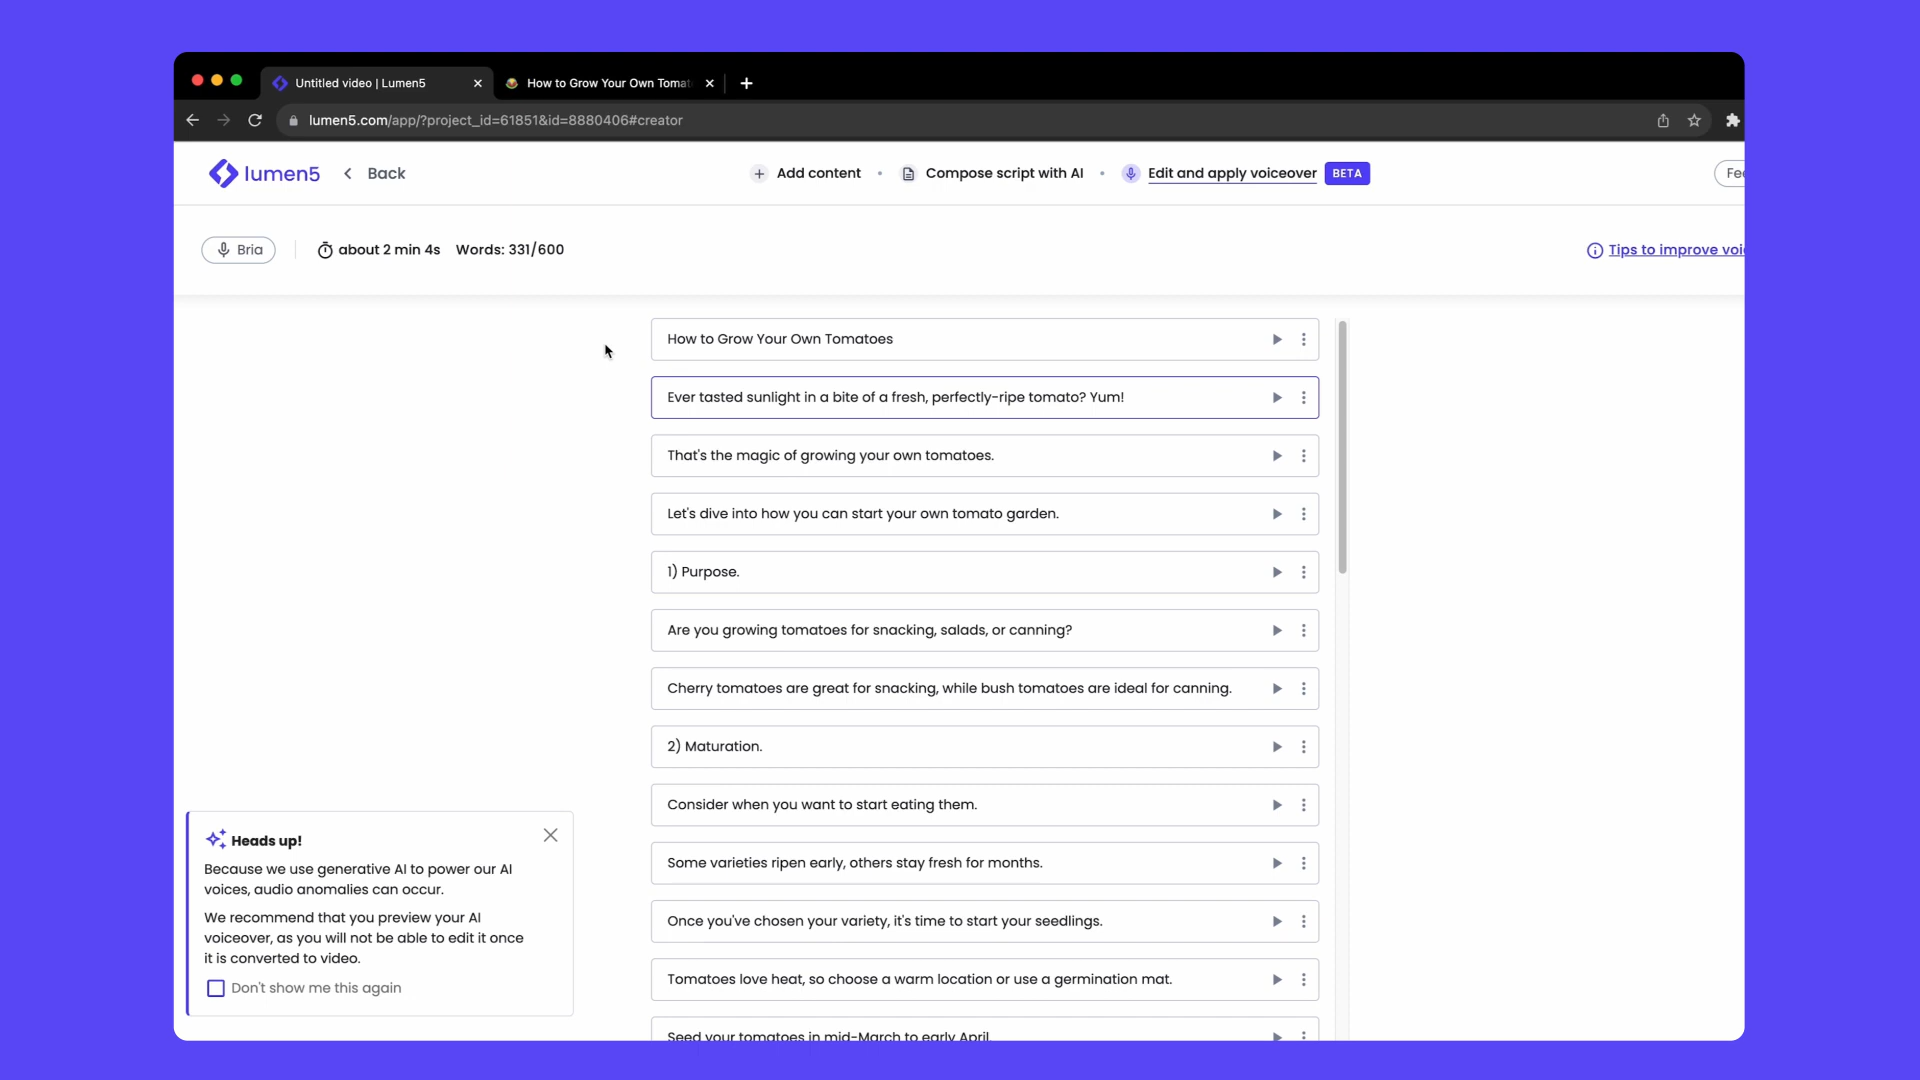 Untitled video | Lumen5
How to Grow Your Own Tomat
lumen5.com/app/?project_id=61851&id=8880406#creator
lumen5
Back
Add content
Compose script with AI
Edit and apply voiceover
BETA
Fee
Bria
about 2 min 4s
Words: 331/600
Tips to improve voi
How to Grow Your Own Tomatoes
Ever tasted sunlight in a bite of a fresh, perfectly-ripe tomato? Yum!
That's the magic of growing your own tomatoes.
Let's dive into how you can start your own tomato garden.
1) Purpose.
Are you growing tomatoes for snacking, salads, or canning?
Cherry tomatoes are great for snacking, while bush tomatoes are ideal for canning.
2) Maturation.
Consider when you want to start eating them.
Some varieties ripen early, others stay fresh for months.
Once you've chosen your variety, it's time to start your seedlings.
Tomatoes love heat, so choose a warm location or use a germination mat.
Seed your tomatoes in mid-March to early April.
Heads up!
Because we use generative AI to power our AI
voices, audio anomalies can occur.
We recommend that you preview your AI
voiceover, as you will not be able to edit it once
it is converted to video.
Don't show me this again